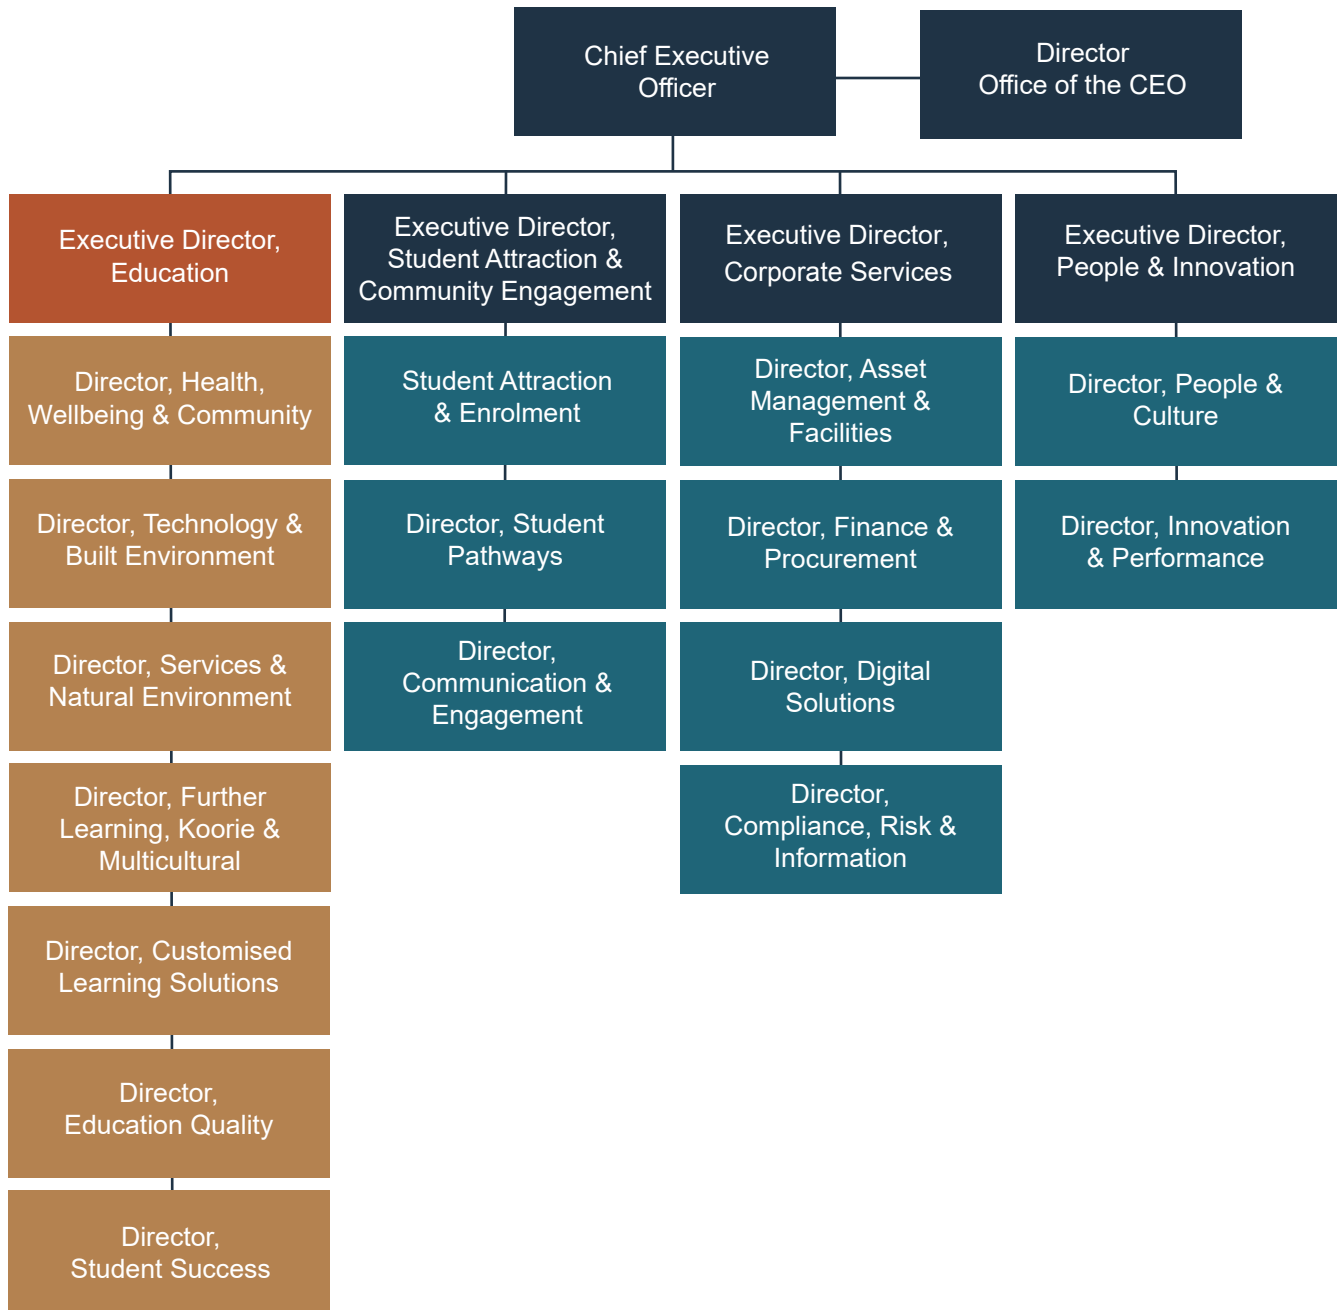 Chief Executive
Officer
Director
Office of the CEO
Executive Director,
Education
Executive Director,
Student Attraction &
Community Engagement
Executive Director,
Corporate Services
Executive Director,
People & Innovation
Director, Health,
Wellbeing & Community
Student Attraction
& Enrolment
Director, Asset
Management &
Facilities
Director, People &
Culture
Director, Technology &
Built Environment
Director, Student
Pathways
Director, Finance &
Procurement
Director, Innovation
& Performance
Director, Services &
Natural Environment
Director,
Communication &
Engagement
Director, Digital
Solutions
Director, Further
Learning, Koorie &
Multicultural
Director,
Compliance, Risk &
Information
Director, Customised
Learning Solutions
Director,
Education Quality
Director,
Student Success